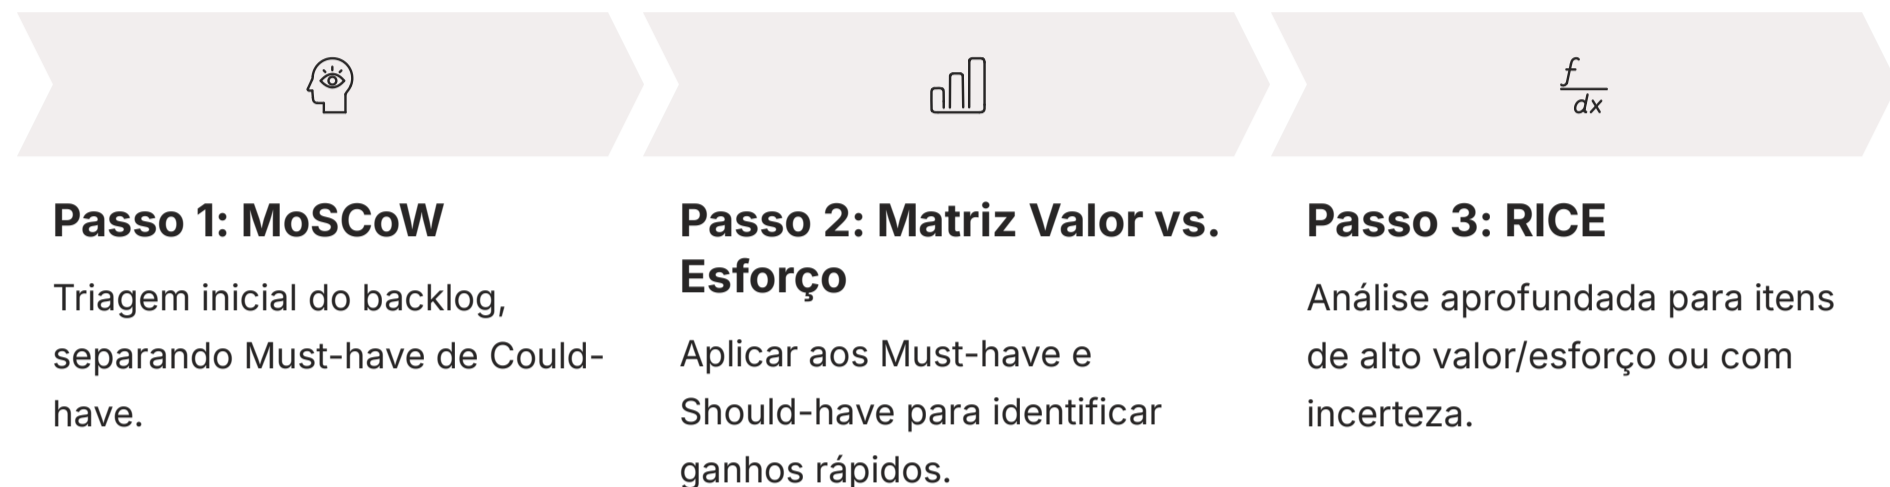 f
dx
Passo 1: MoSCoW
Triagem inicial do backlog,
separando Must-have de Could-
have.
Passo 2: Matriz Valor vs.
Esforço
Aplicar aos Must-have e
Should-have para identificar
ganhos rápidos.
Passo 3: RICE
Análise aprofundada para itens
de alto valor/esforço ou com
incerteza.